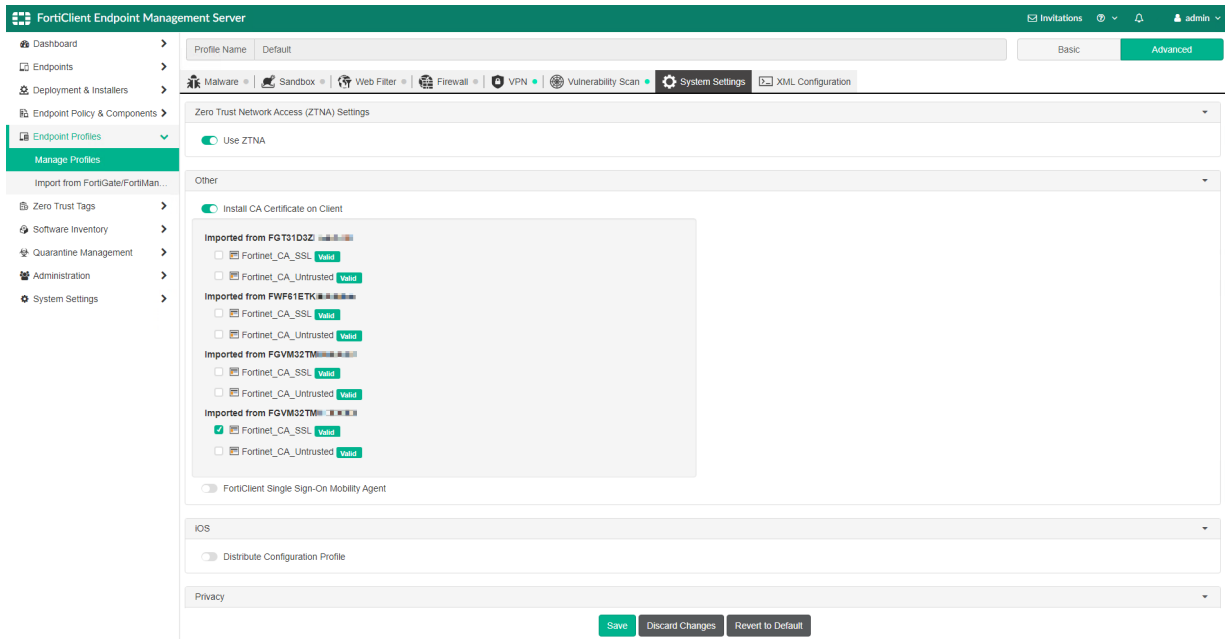 FortiClient Endpoint Management Server
Invitations
admin
Dashboard
Endpoints
Deployment & Installers
Endpoint Policy & Components
Endpoint Profiles
Manage Profiles
Import from FortiGate/FortiMan...
Zero Trust Tags
Software Inventory
Quarantine Management
Administration
System Settings
Profile Name Default
Basic Advanced
Malware Sandbox Web Filter Firewall VPN Vulnerability Scan System Settings XML Configuration
Zero Trust Network Access (ZTNA) Settings
Use ZTNA
Other
Install CA Certificate on Client
Imported from FGT31D3Z
Fortinet_CA_SSL Valid
Fortinet_CA_Untrusted Valid
Imported from FWF61ETK
Fortinet_CA_SSL Valid
Fortinet_CA_Untrusted Valid
Imported from FGVM32TM
Fortinet_CA_SSL Valid
Fortinet_CA_Untrusted Valid
Imported from FGVM32TM
Fortinet_CA_SSL Valid
Fortinet_CA_Untrusted Valid
FortiClient Single Sign-On Mobility Agent
iOS
Distribute Configuration Profile
Privacy
Save Discard Changes Revert to Default